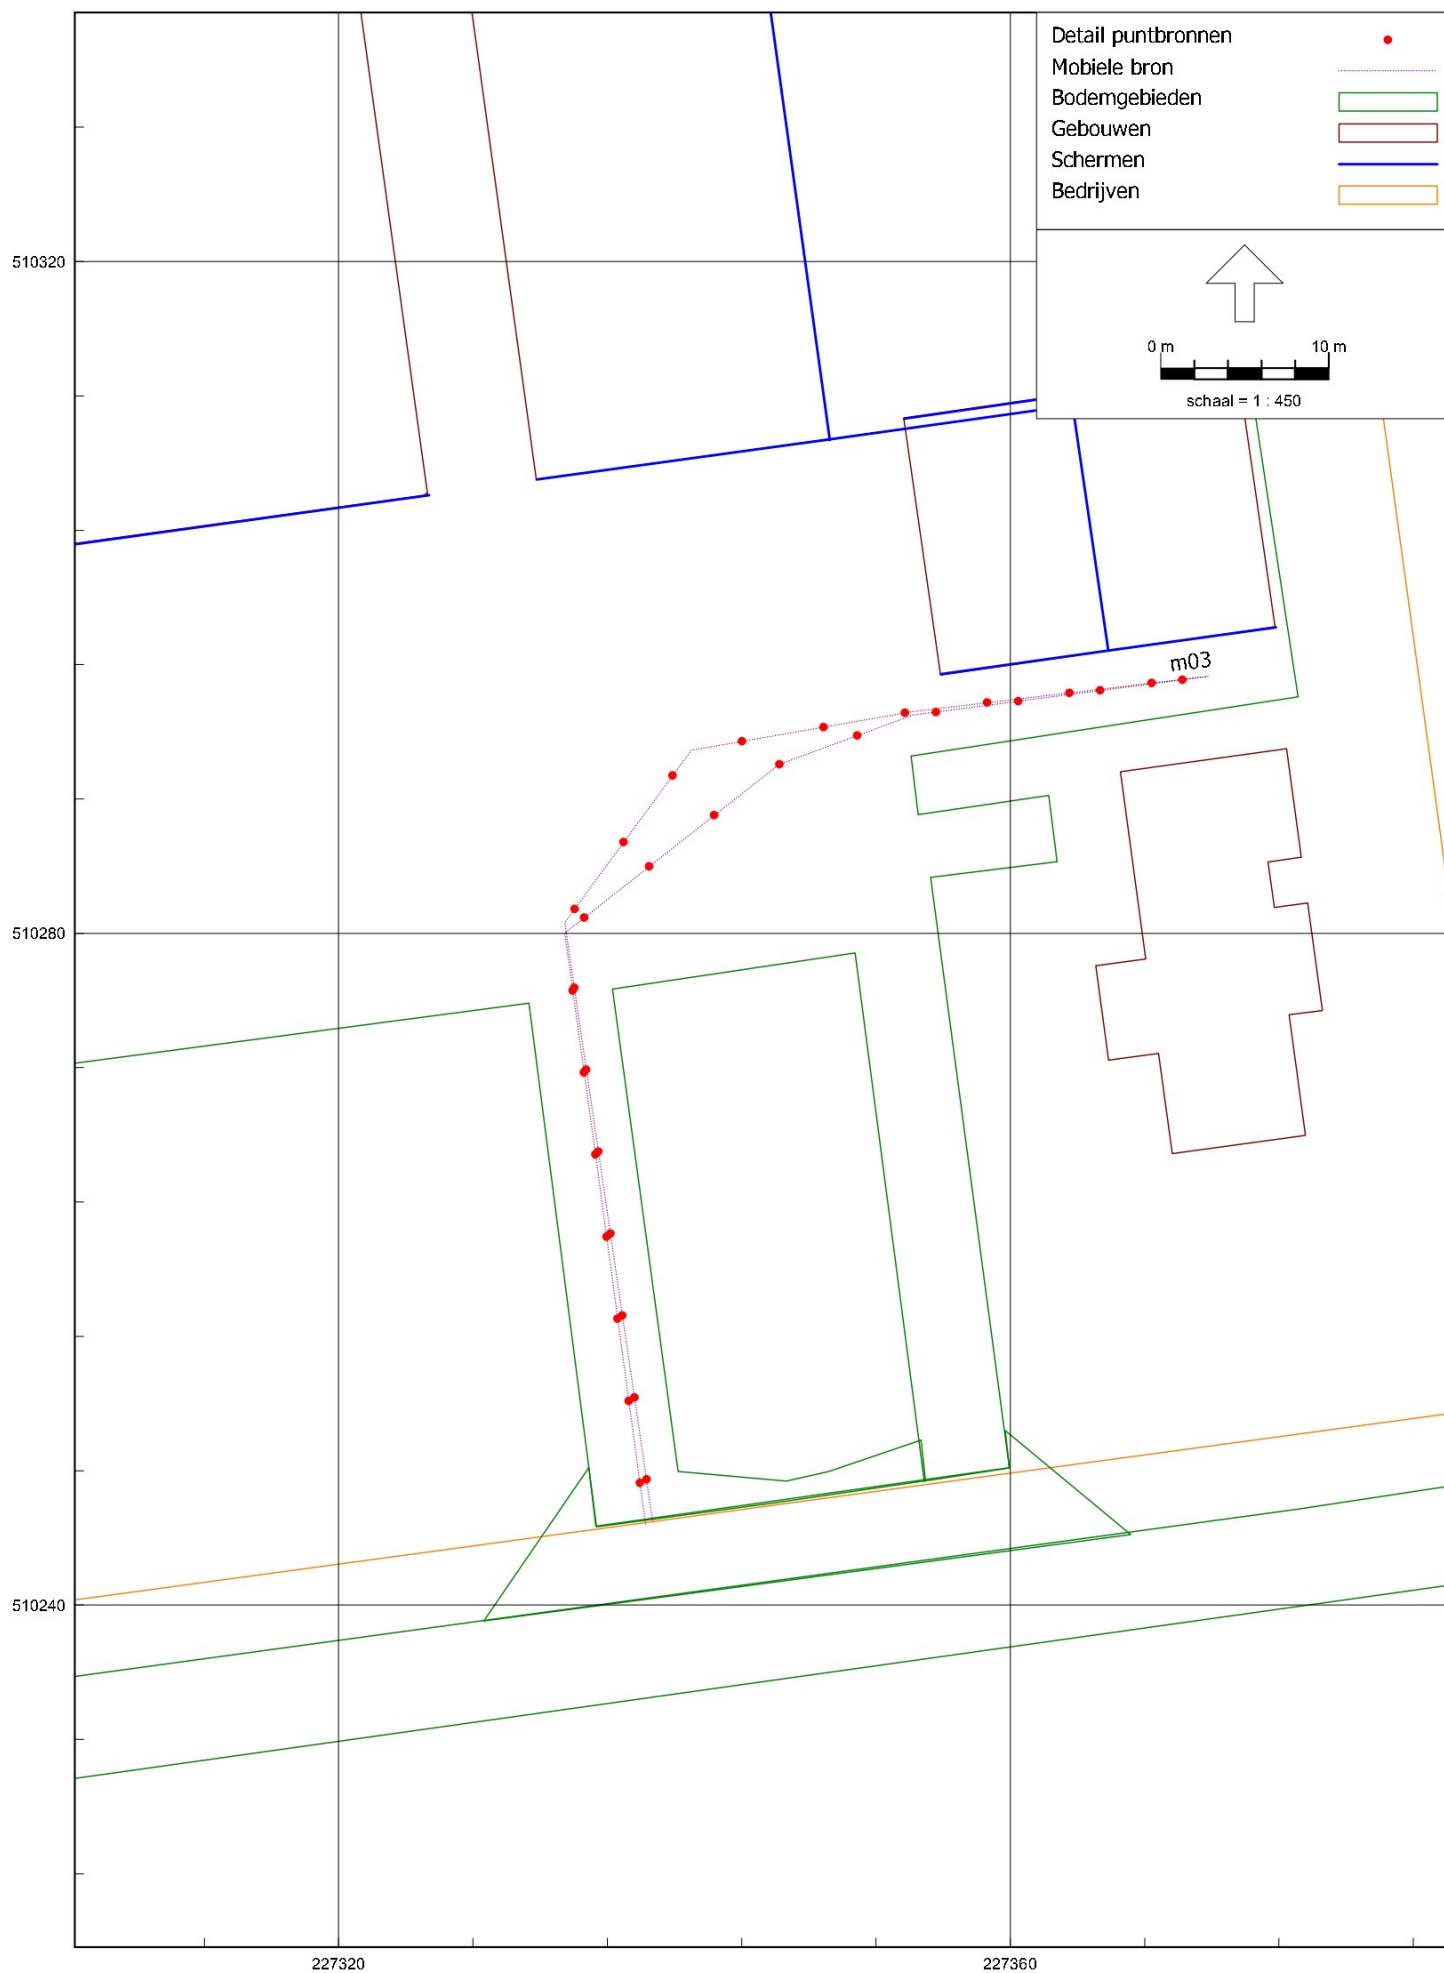 Detail puntbronnen
Mobiele bron
Bodemgebieden
Gebouwen
Schermen
Bedrijven
510320
0 m 10 m
schaal = 1 : 450
m03
510280
510240
227320 227360